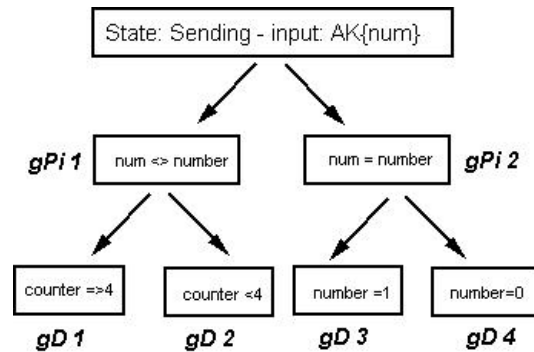 State: Sending - input: AK{num}
gPi 1
num <> number
num = number
gPi 2
counter =>4
counter <4
number =1
number=0
gD 1
gD 2
gD 3
gD 4